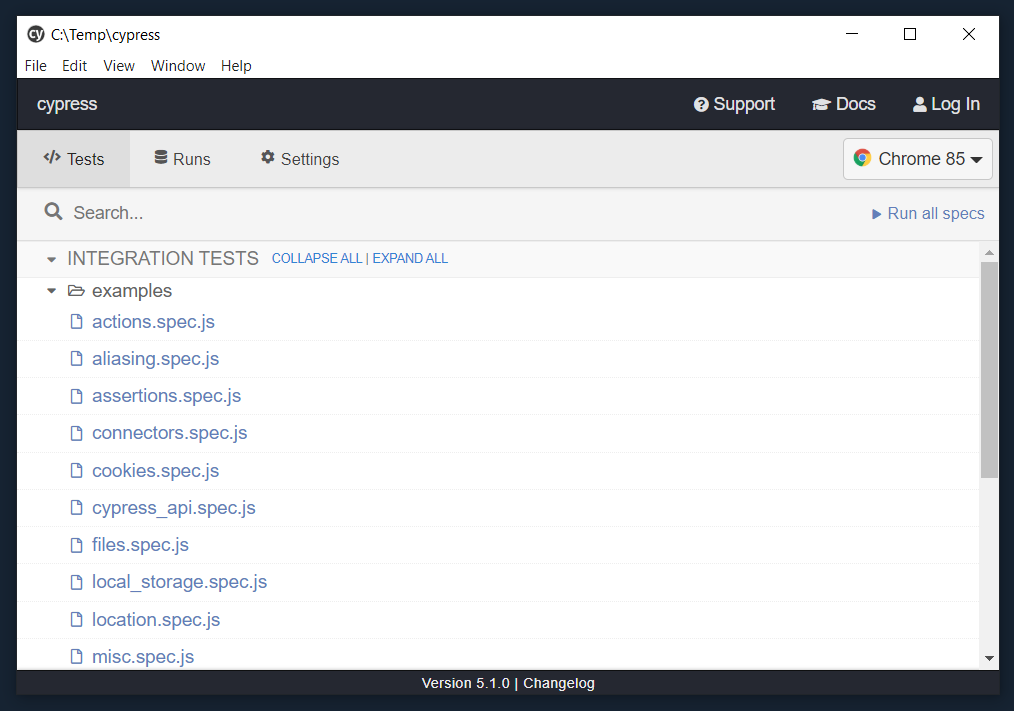 cy C:\Temp\cypress
File Edit View Window Help
cypress Support Docs Log In
Tests Runs Settings Chrome 85
Search... Run all specs
INTEGRATION TESTS COLLAPSE ALL | EXPAND ALL
examples
actions.spec.js
aliasing.spec.js
assertions.spec.js
connectors.spec.js
cookies.spec.js
cypress_api.spec.js
files.spec.js
local_storage.spec.js
location.spec.js
misc.spec.js
Version 5.1.0 | Changelog